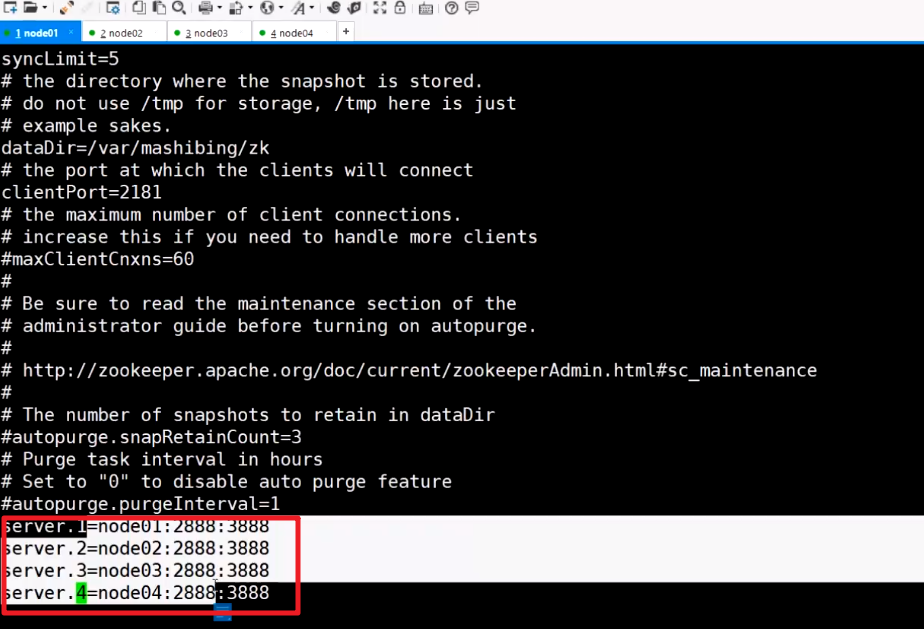 1 node01
2 node02
3 node03
4 node04
+
syncLimit=5
# the directory where the snapshot is stored.
# do not use /tmp for storage, /tmp here is just
# example sakes.
dataDir=/var/mashibing/zk
# the port at which the clients will connect
clientPort=2181
# the maximum number of client connections.
# increase this if you need to handle more clients
#maxClientCnxns=60
#
# Be sure to read the maintenance section of the
# administrator guide before turning on autopurge.
#
# http://zookeeper.apache.org/doc/current/zookeeperAdmin.html#sc_maintenance
#
# The number of snapshots to retain in dataDir
#autopurge.snapRetainCount=3
# Purge task interval in hours
# Set to "0" to disable auto purge feature
#autopurge.purgeInterval=1
server.1=node01:2888:3888
server.2=node02:2888:3888
server.3=node03:2888:3888
server.4=node04:2888:3888